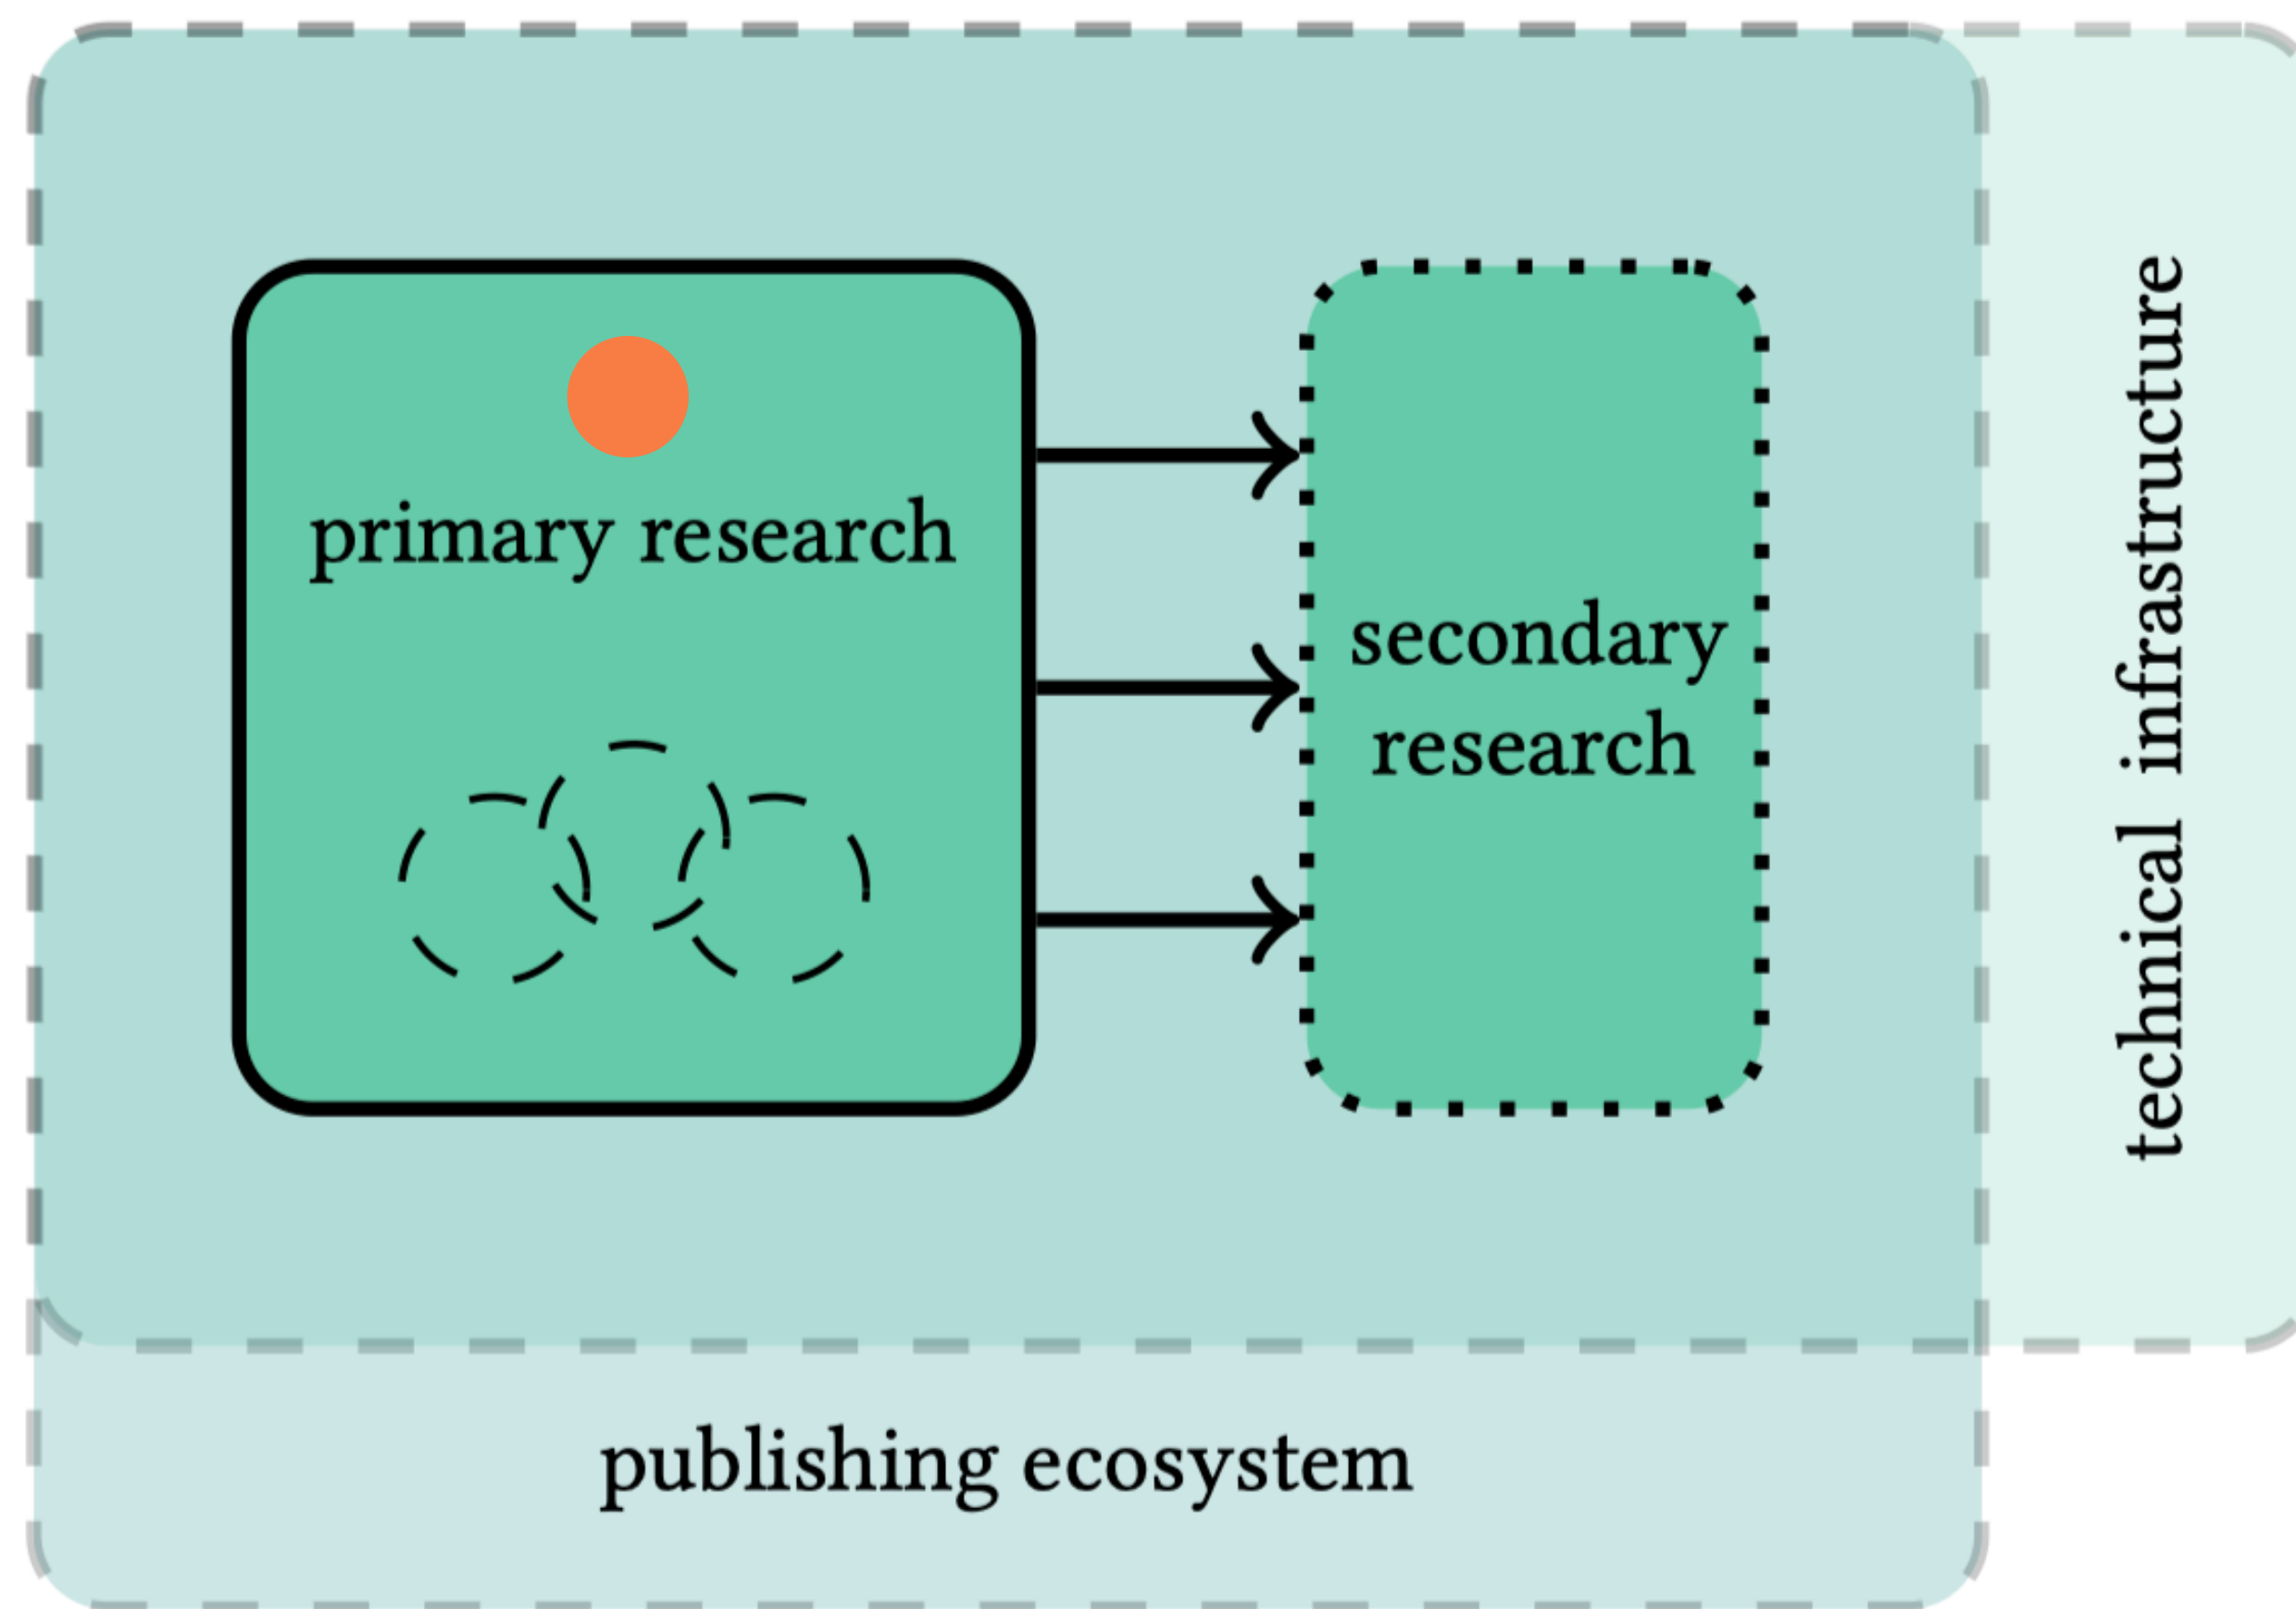 primary research
secondary
research
technical infrastructure
publishing ecosystem